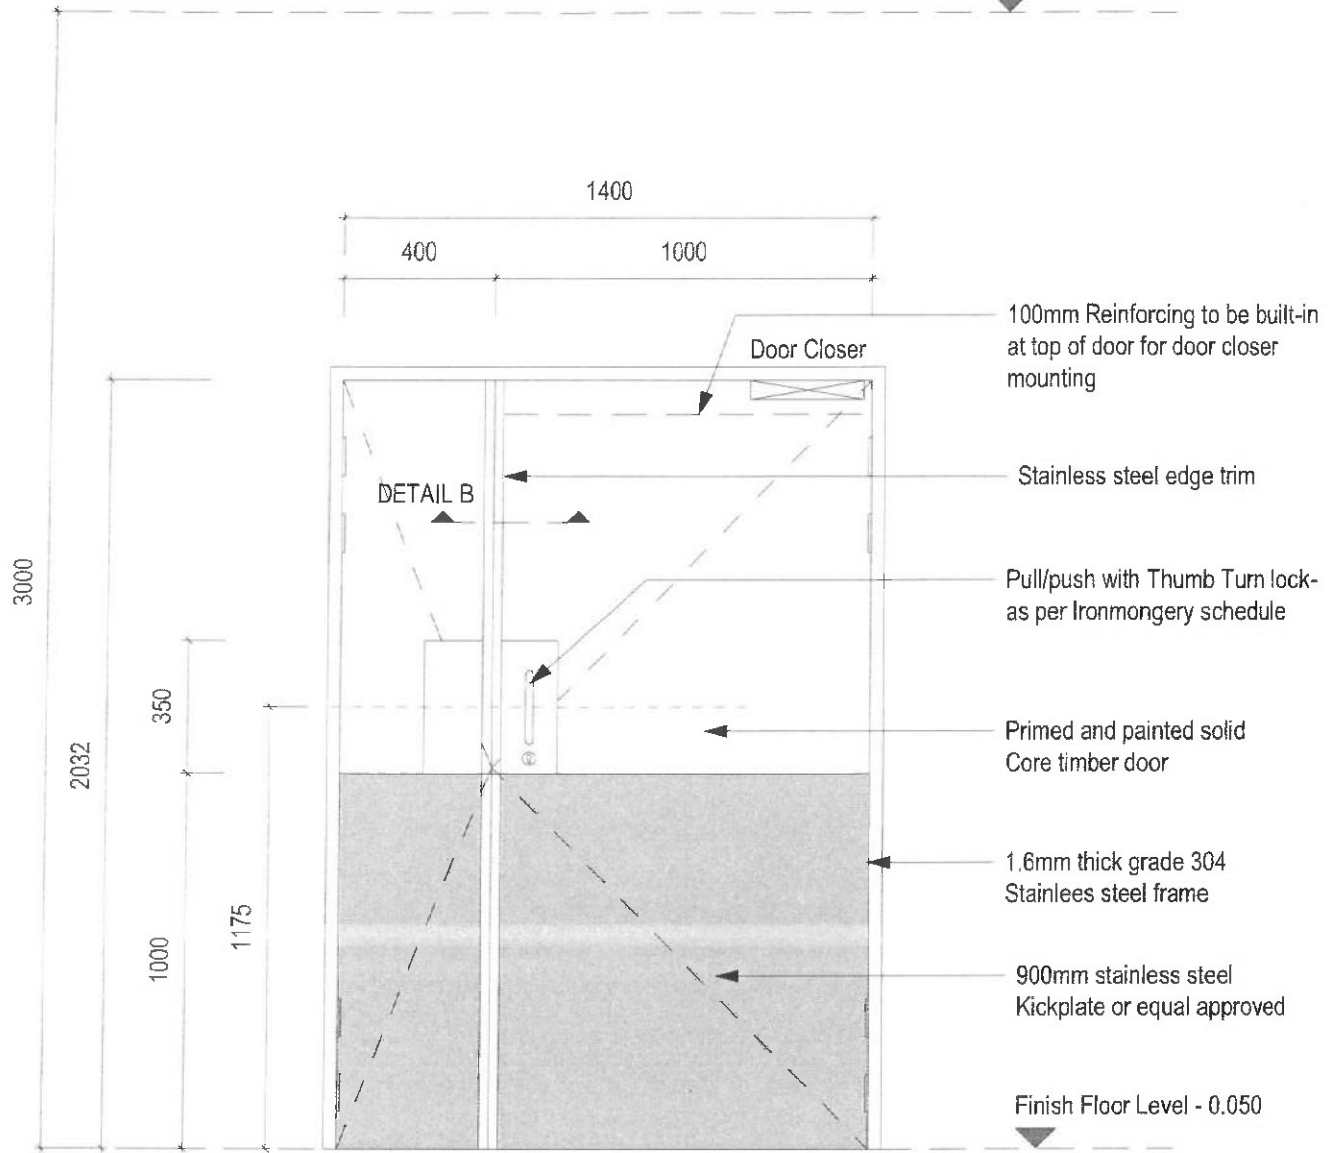 1400
400
1000
100mm Reinforcing to be built-in
at top of door for door closer
mounting
Door Closer
Stainless steel edge trim
DETAIL B
3000
Pull/push with Thumb Turn lock-
as per Ironmongery schedule
350
2032
Primed and painted solid
Core timber door
1.6mm thick grade 304
Stainlees steel frame
1175
1000
900mm stainless steel
Kickplate or equal approved
Finish Floor Level - 0.050